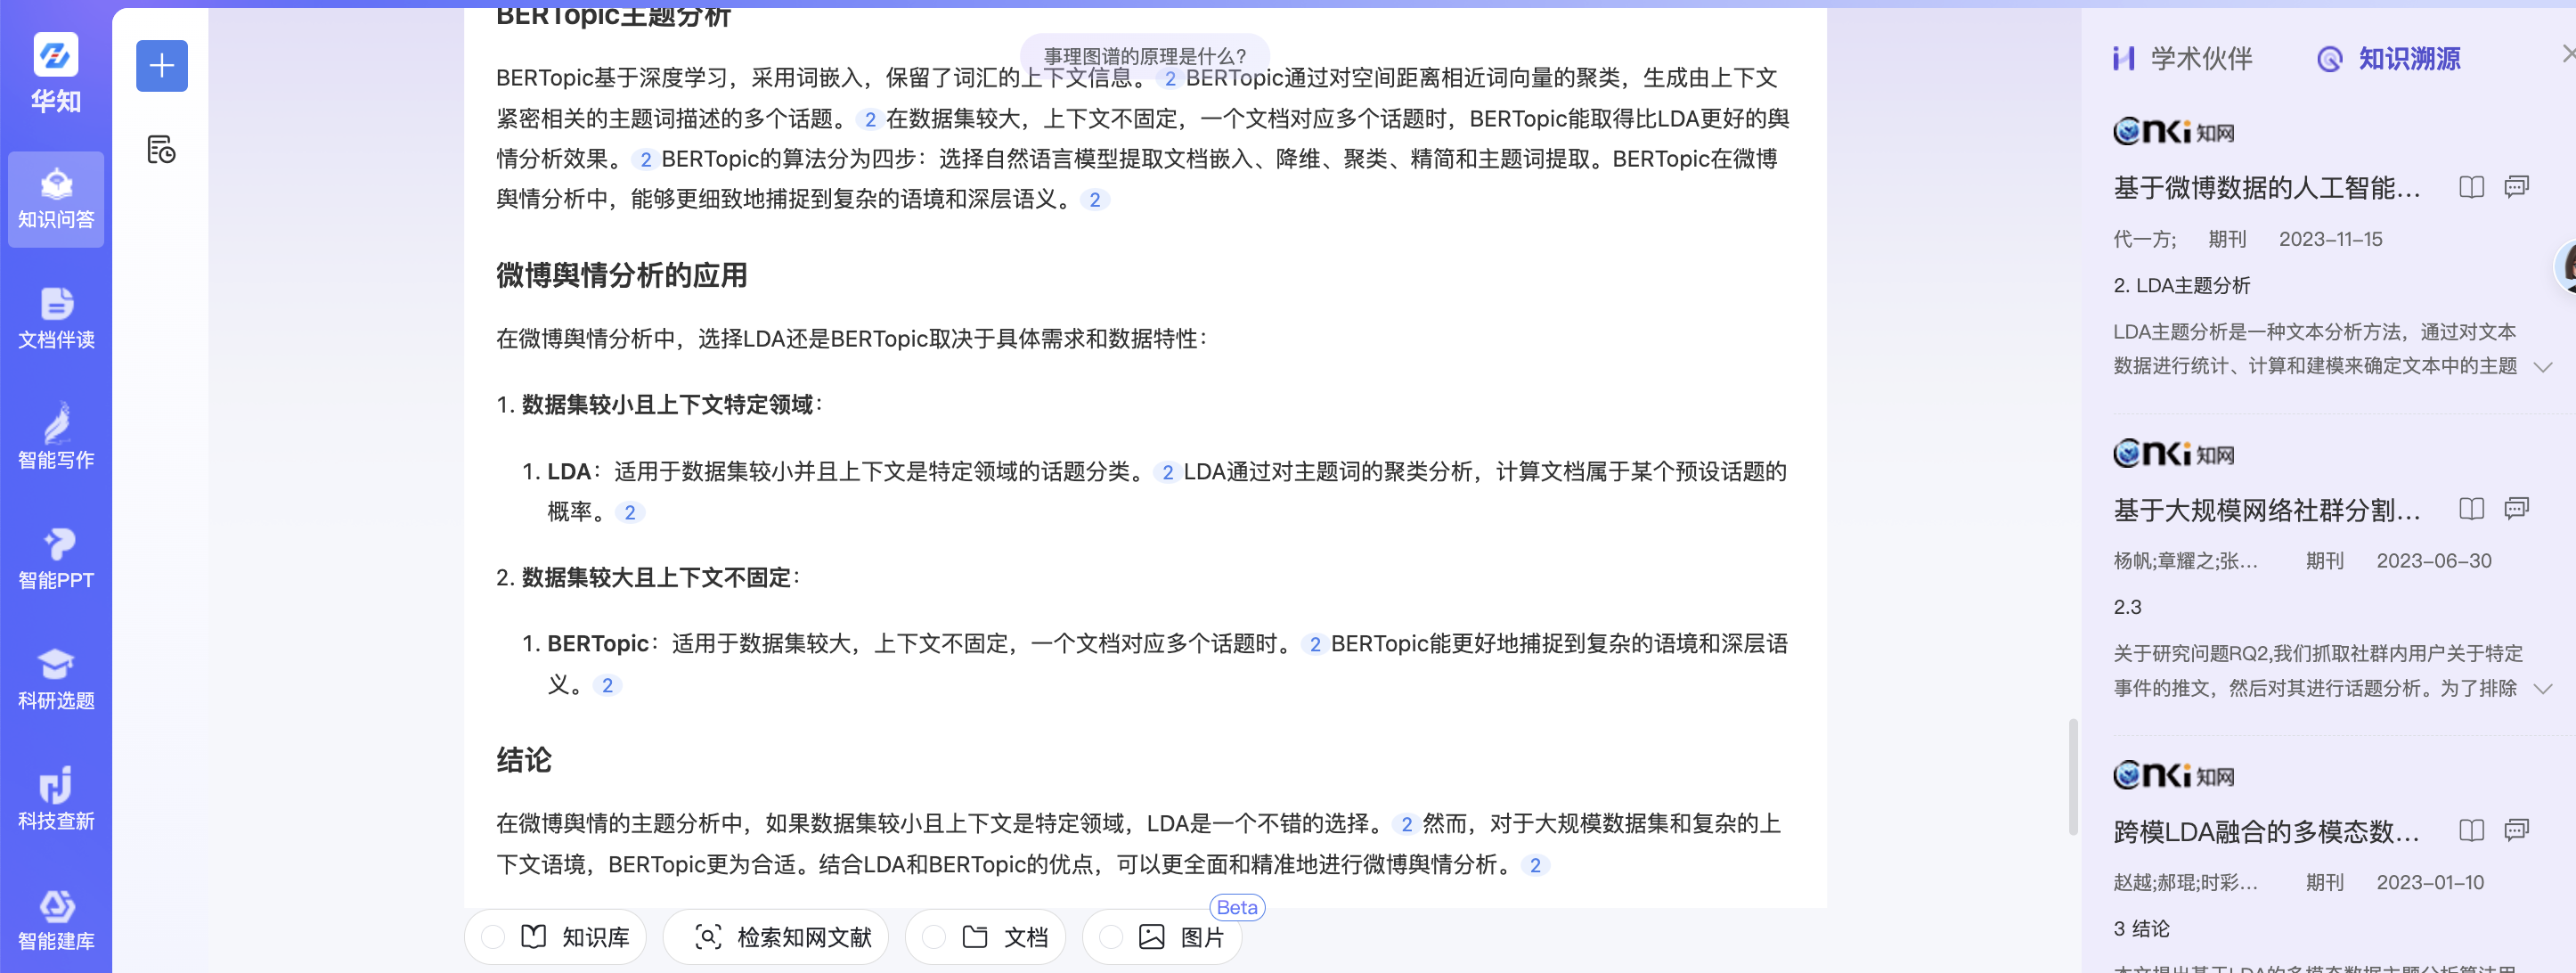 华知
知识问答
文档伴读
智能写作
智能PPT
科研选题
科技查新
智能建库
BERTopic主题分析
事理图谱的原理是什么?
BERTopic基于深度学习，采用词嵌入，保留了词汇的上下文信息。 2 BERTopic通过对空间距离相近词向量的聚类，生成由上下文
紧密相关的主题词描述的多个话题。 2 在数据集较大，上下文不固定，一个文档对应多个话题时，BERTopic能取得比LDA更好的舆
情分析效果。 2 BERTopic的算法分为四步：选择自然语言模型提取文档嵌入、降维、聚类、精简和主题词提取。BERTopic在微博
舆情分析中，能够更细致地捕捉到复杂的语境和深层语义。 2
微博舆情分析的应用
在微博舆情分析中，选择LDA还是BERTopic取决于具体需求和数据特性：
1. 数据集较小且上下文特定领域：
1. LDA：适用于数据集较小并且上下文是特定领域的话题分类。 2 LDA通过对主题词的聚类分析，计算文档属于某个预设话题的
概率。 2
2. 数据集较大且上下文不固定：
1. BERTopic：适用于数据集较大，上下文不固定，一个文档对应多个话题时。 2 BERTopic能更好地捕捉到复杂的语境和深层语
义。 2
结论
在微博舆情的主题分析中，如果数据集较小且上下文是特定领域，LDA是一个不错的选择。 2 然而，对于大规模数据集和复杂的上
下文语境，BERTopic更为合适。结合LDA和BERTopic的优点，可以更全面和精准地进行微博舆情分析。 2
Beta
知识库 检索知网文献 文档 图片
学术伙伴 知识溯源
cnki 知网
基于微博数据的人工智能...
代一方; 期刊 2023-11-15
2. LDA主题分析
LDA主题分析是一种文本分析方法，通过对文本
数据进行统计、计算和建模来确定文本中的主题
cnki 知网
基于大规模网络社群分割...
杨帆;章耀之;张... 期刊 2023-06-30
2.3
关于研究问题RQ2,我们抓取社群内用户关于特定
事件的推文，然后对其进行话题分析。为了排除
cnki 知网
跨模LDA融合的多模态数...
赵越;郝琨;时彩... 期刊 2023-01-10
3 结论
本文提出基于LDA的多模态数据主题分析算法用